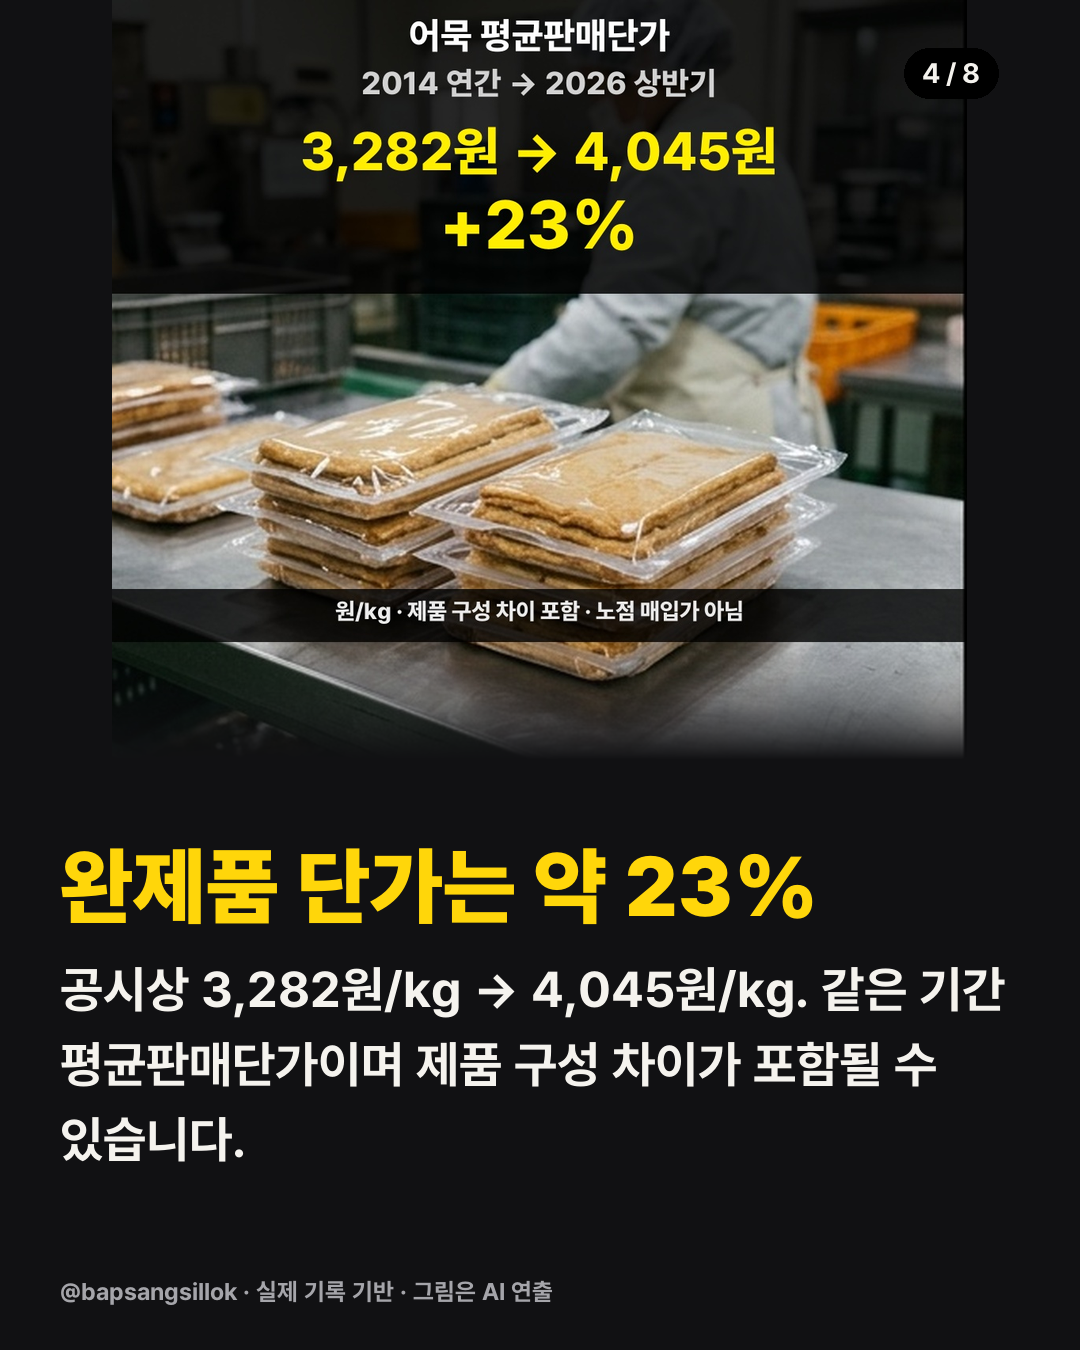 어묵 평균판매단가
2014 연간 → 2026 상반기
4 / 8
3,282원 → 4,045원
+23%
원/kg · 제품 구성 차이 포함 · 노점 매입가 아님
완제품 단가는 약 23%
공시상 3,282원/kg → 4,045원/kg. 같은 기간
평균판매단가이며 제품 구성 차이가 포함될 수
있습니다.
@bapsangsillok · 실제 기록 기반 · 그림은 AI 연출